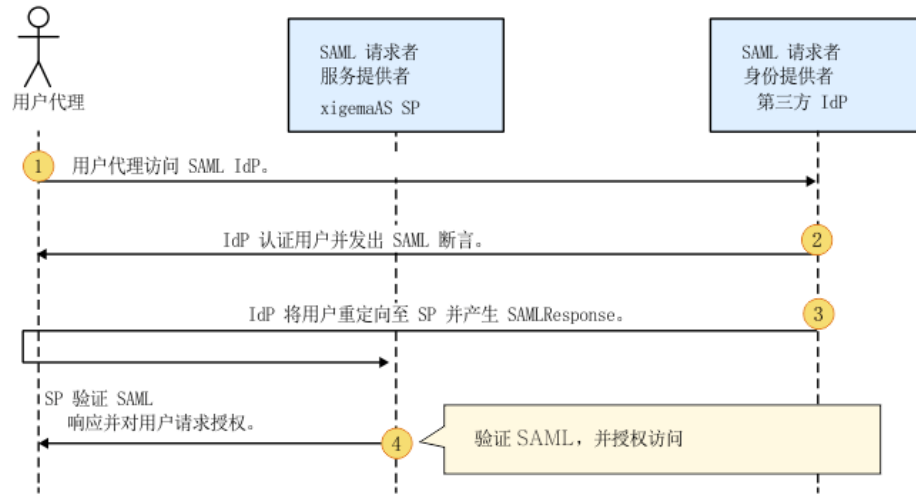 用户代理
SAML 请求者
服务提供者
xigemaAS SP
SAML 请求者
身份提供者
第三方 IdP
1 用户代理访问 SAML IdP。
IdP 认证用户并发出 SAML 断言。 2
IdP 将用户重定向至 SP 并产生 SAMLResponse。 3
SP 验证 SAML
响应并对用户请求授权。
4
验证 SAML，并授权访问